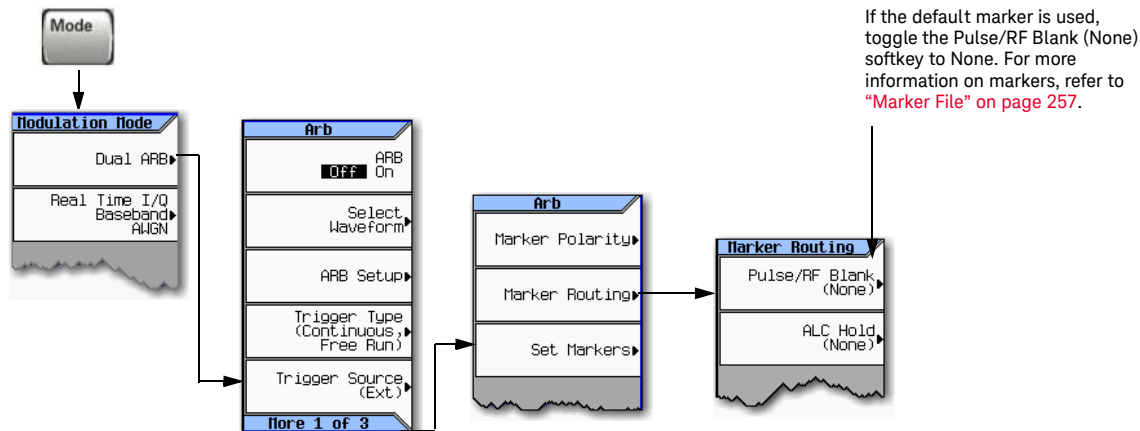 Mode
Modulation Mode
Dual ARB
Real Time I/Q
Baseband
AWGN
Arb
ARB
Off On
Select
Waveform
ARB Setup
Trigger Type
(Continuous,
Free Run)
Trigger Source
(Ext)
More 1 of 3
Arb
Marker Polarity
Marker Routing
Set Markers
If the default marker is used,
toggle the Pulse/RF Blank (None)
softkey to None. For more
information on markers, refer to
“Marker File” on page 257.
Marker Routing
Pulse/RF Blank
(None)
ALC Hold
(None)